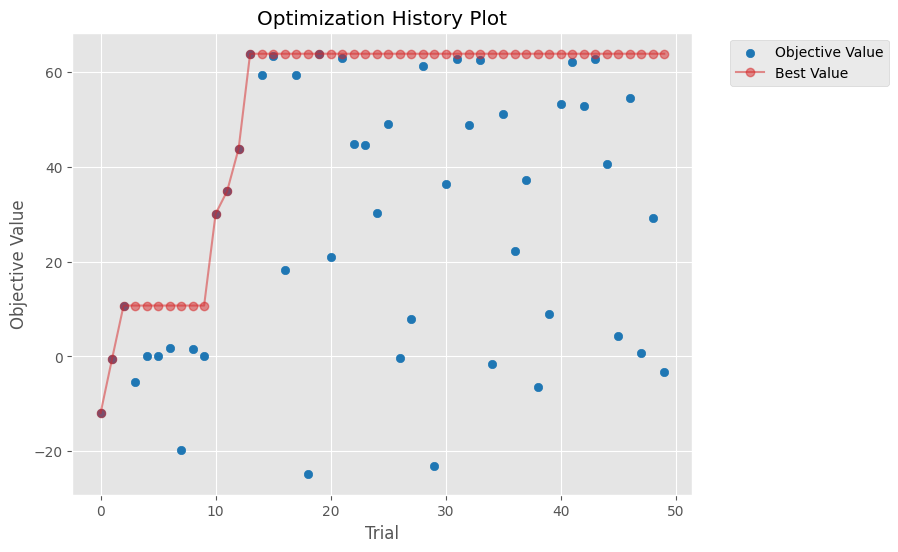 Optimization History Plot
Objective Value
Best Value
Objective Value
60
40
20
0
−20
0 10 20 30 40 50
Trial